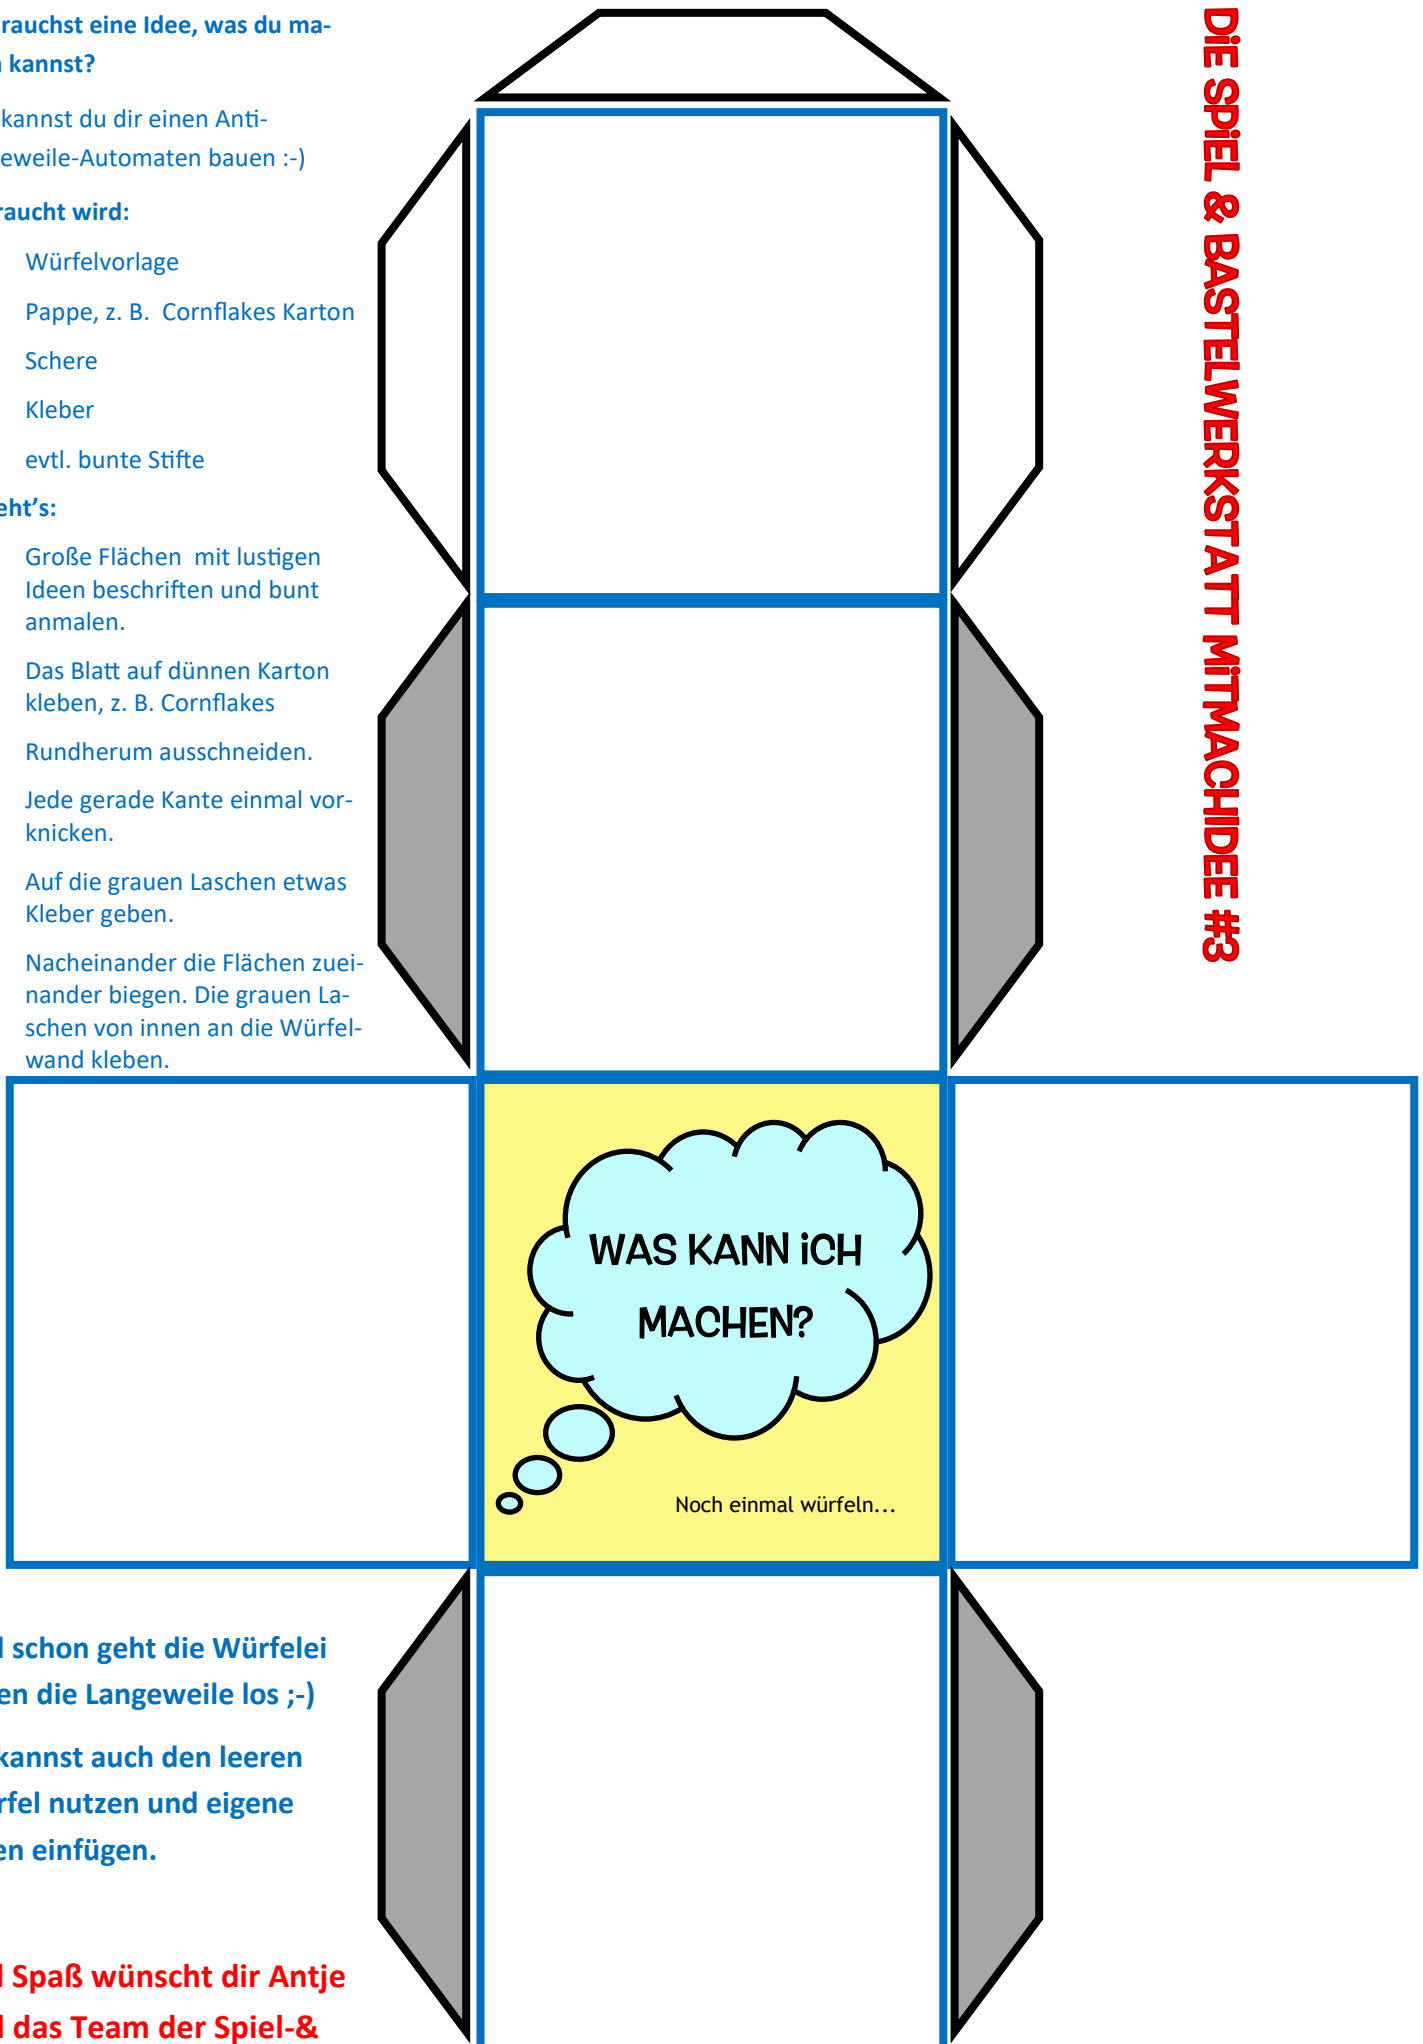 rauchst eine Idee, was du ma-
kannst?
kannst du dir einen Anti-
eweile-Automaten bauen :-)
raucht wird:
Würfelvorlage
Pappe, z. B. Cornflakes Karton
Schere
Kleber
evtl. bunte Stifte
eht's:
Große Flächen mit lustigen
Ideen beschriften und bunt
anmalen.
Das Blatt auf dünnen Karton
kleben, z. B. Cornflakes
Rundherum ausschneiden.
Jede gerade Kante einmal vor-
knicken.
Auf die grauen Laschen etwas
Kleber geben.
Nacheinander die Flächen zuei-
nander biegen. Die grauen La-
schen von innen an die Würfel-
wand kleben.
DiE SPiEL & BASTELWERKSTATT MiTMACHIDEE #3
WAS KANN iCH
MACHEN?
Noch einmal würfeln...
schon geht die Würfelei
en die Langeweile los ;-)
kannst auch den leeren
rfel nutzen und eigene
en einfügen.
Spaß wünscht dir Antje
das Team der Spiel-&